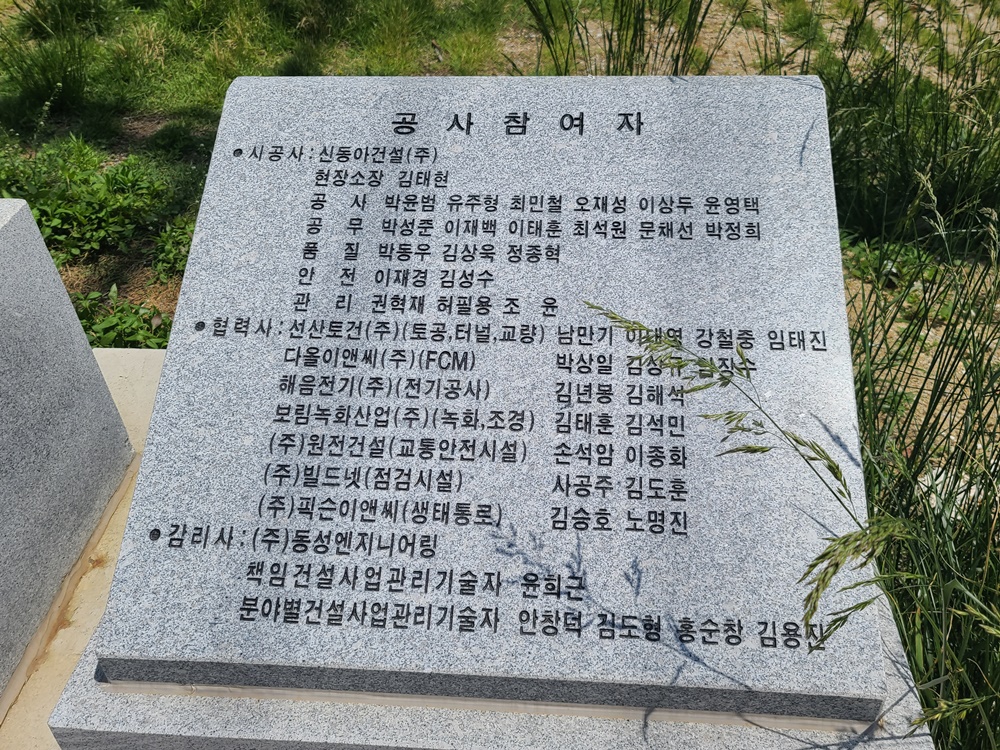 공사참여자
●시공사:신동아건설(주)
현장소장 김태현
공 사 박윤범 유주형 최민철 오재성 이상두 윤영택
공 무 박성준 이재백 이태훈 최석원 문채선 박정희
품 질 박동우 김상욱 정종혁
안 전 이재경 김성수
관 리 권혁재 허필용 조 윤
●협력사:선산토건(주)(토공,터널,교량) 남만기 강철중 임태진
다올이앤씨(주)(FCM) 박상일
해음전기(주)(전기공사) 김년봉 김해석
보림녹화산업(주)(녹화,조경) 김태훈 김석민
(주)원전건설(교통안전시설) 손석암 이종화
(주)빌드넷(점검시설) 사공주 김도훈
(주)픽슨이앤씨(생태통로) 김승호 노명진
●감리사:(주)동성엔지니어링
책임건설사업관리기술자 윤희근
분야별건설사업관리기술자 안창덕 김도형 홍순창 김용진